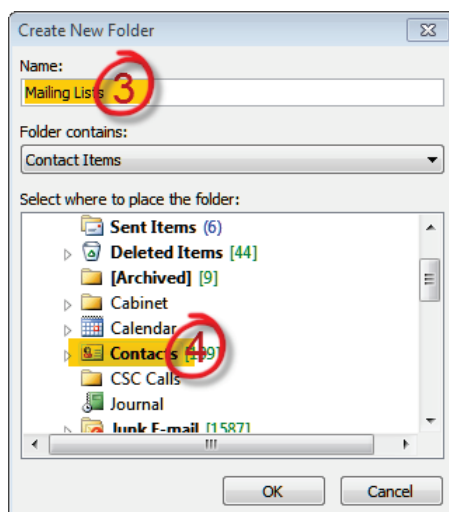 Create New Folder
Name:
Mailing Lists 3
Folder contains:
Contact Items
Select where to place the folder:
Sent Items (6)
Deleted Items [44]
[Archived] [9]
Cabinet
Calendar
Contacts 4
CSC Calls
Journal
Junk E-mail [1587]
OK Cancel